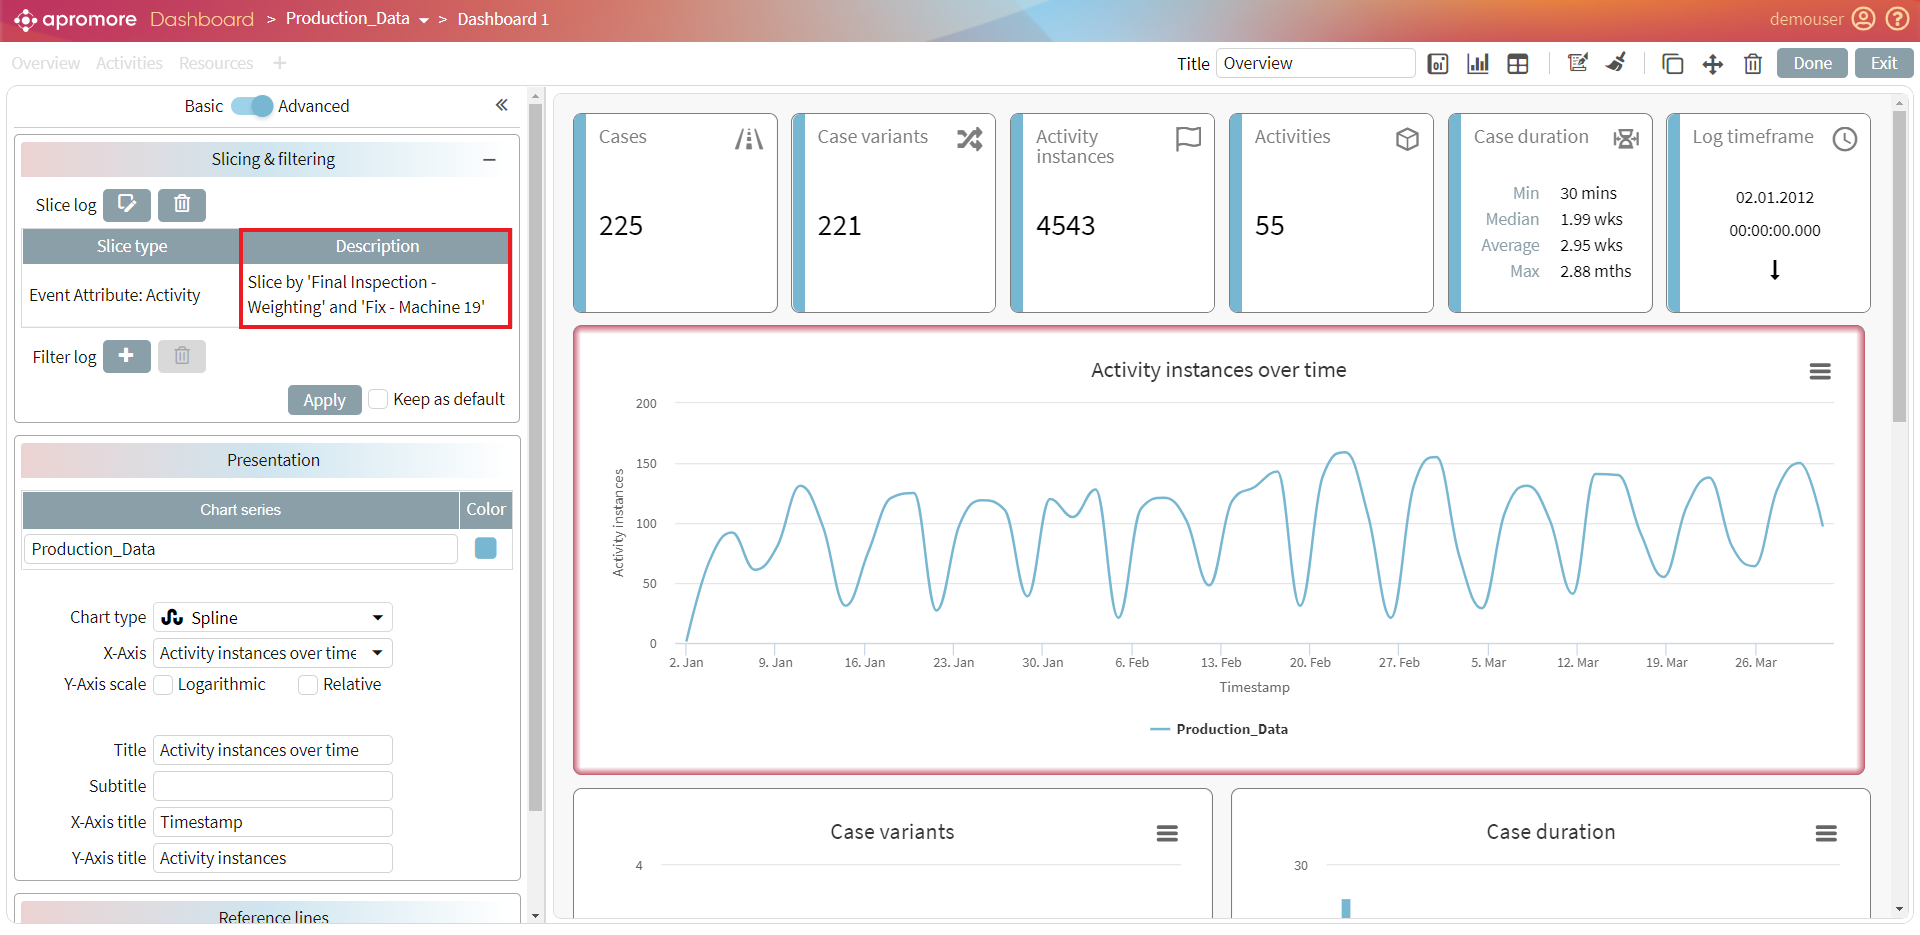 apromore Dashboard > Production_Data > Dashboard 1
demouser
Overview Activities Resources +
Title Overview
Done Exit
Basic Advanced
Slicing & filtering
Slice log
Slice type Description
Event Attribute: Activity
Slice by 'Final Inspection -
Weighting' and 'Fix - Machine 19'
Filter log
Apply Keep as default
Presentation
Chart series Color
Production_Data
Chart type Spline
X-Axis Activity instances over time
Y-Axis scale Logarithmic Relative
Title Activity instances over time
Subtitle
X-Axis title Timestamp
Y-Axis title Activity instances
Reference lines
Cases
225
Case variants
221
Activity
instances
4543
Activities
55
Case duration
Min 30 mins
Median 1.99 wks
Average 2.95 wks
Max 2.88 mths
Log timeframe
02.01.2012
00:00:00.000
Activity instances over time
Activity instances
200
150
100
50
0
2. Jan 9. Jan 16. Jan 23. Jan 30. Jan 6. Feb 13. Feb 20. Feb 27. Feb 5. Mar 12. Mar 19. Mar 26. Mar
Timestamp
Production_Data
Case variants
4
Case duration
30